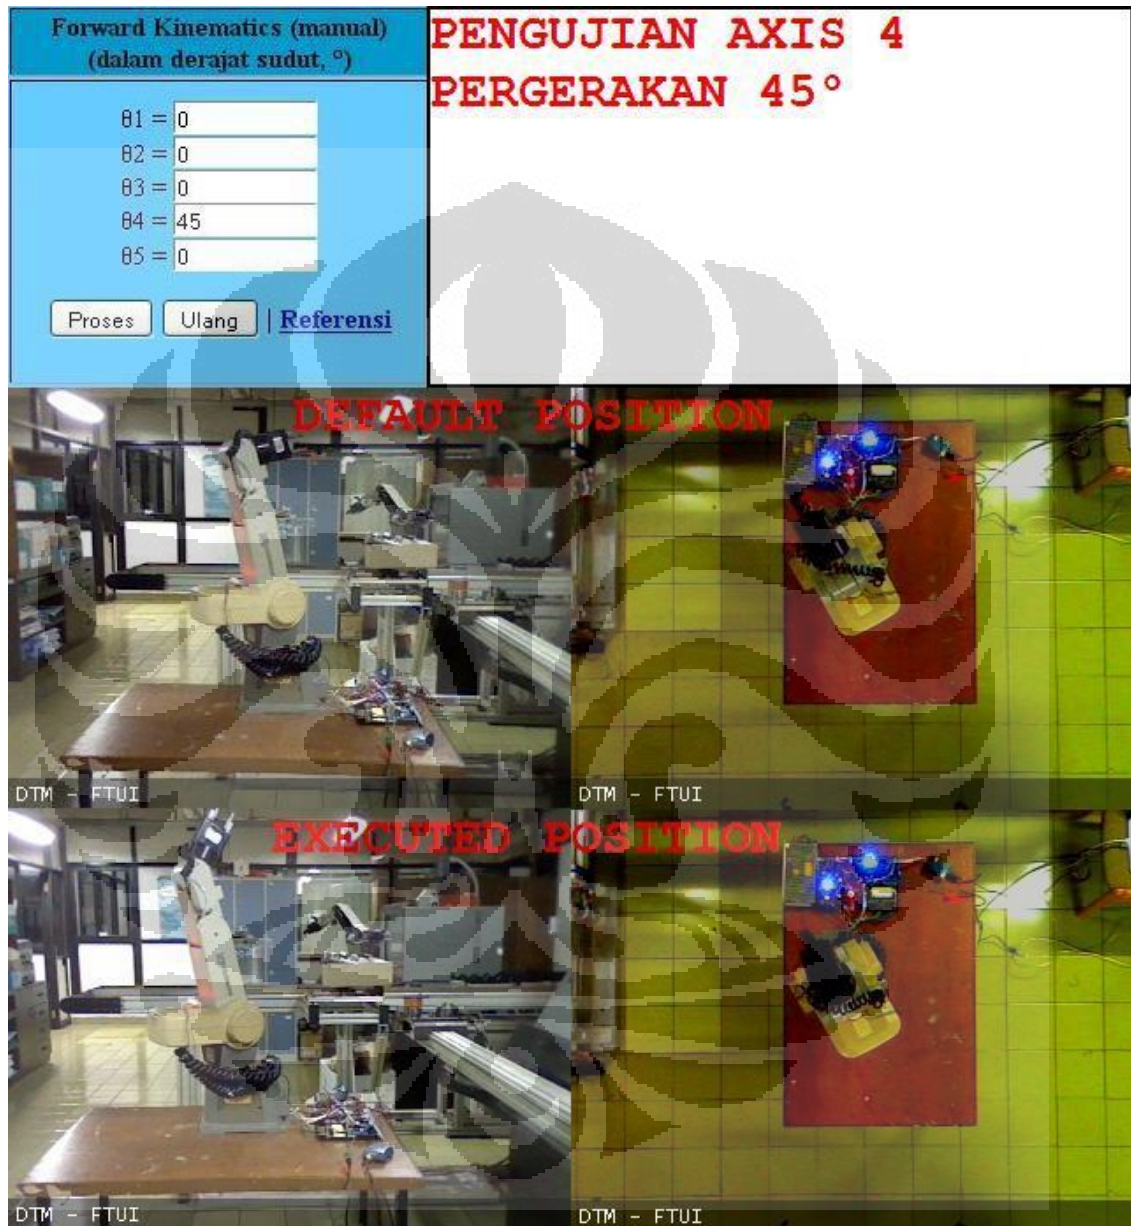 Forward Kinematics (manual)
(dalam derajat sudut, °)
θ1 = 0
θ2 = 0
θ3 = 0
θ4 = 45
θ5 = 0
Proses Ulang | Referensi
PENGUJIAN AXIS 4
PERGERAKAN 45°
DEFAULT POSITION
DTM - FTUI
DTM - FTUI
EXECUTED POSITION
DTM - FTUI
DTM - FTUI